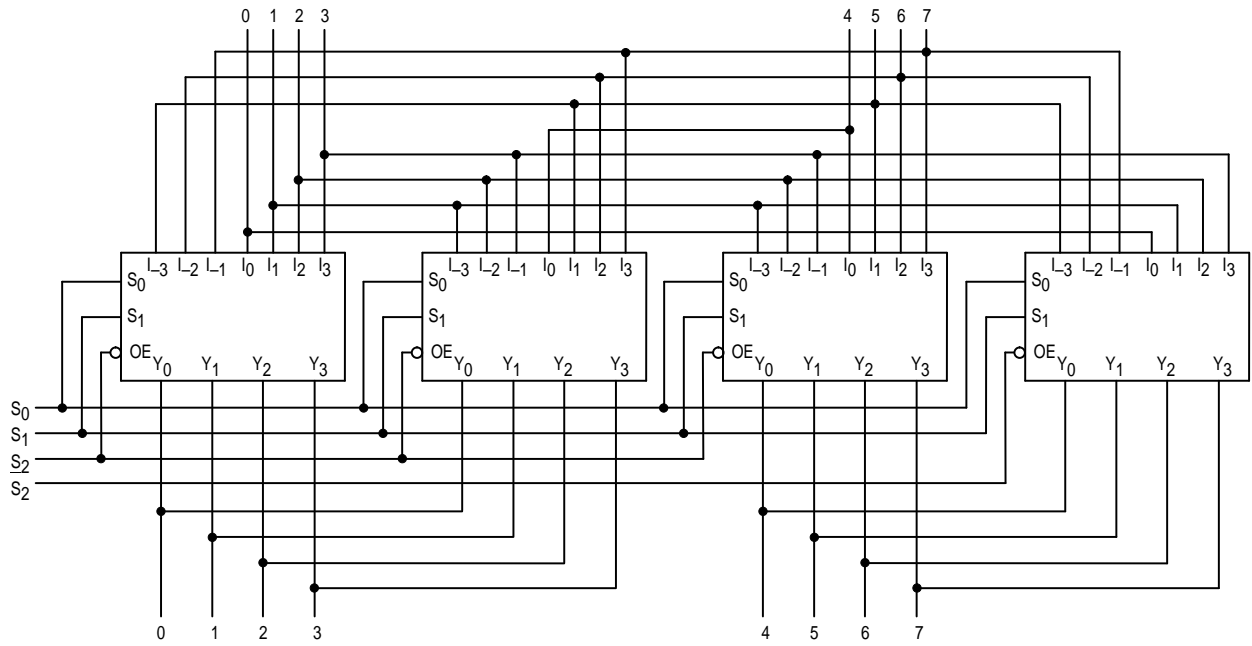 0 1 2 3 4 5 6 7
I–3 I–2 I–1 I0 I1 I2 I3 I–3 I–2 I–1 I0 I1 I2 I3 I–3 I–2 I–1 I0 I1 I2 I3 I–3 I–2 I–1 I0 I1 I2 I3
S0 S0 S0 S0
S1 S1 S1 S1
OE Y0 Y1 Y2 Y3 OE Y0 Y1 Y2 Y3 OE Y0 Y1 Y2 Y3 OE Y0 Y1 Y2 Y3
S0
S1
S2
S̅2
0 1 2 3 4 5 6 7